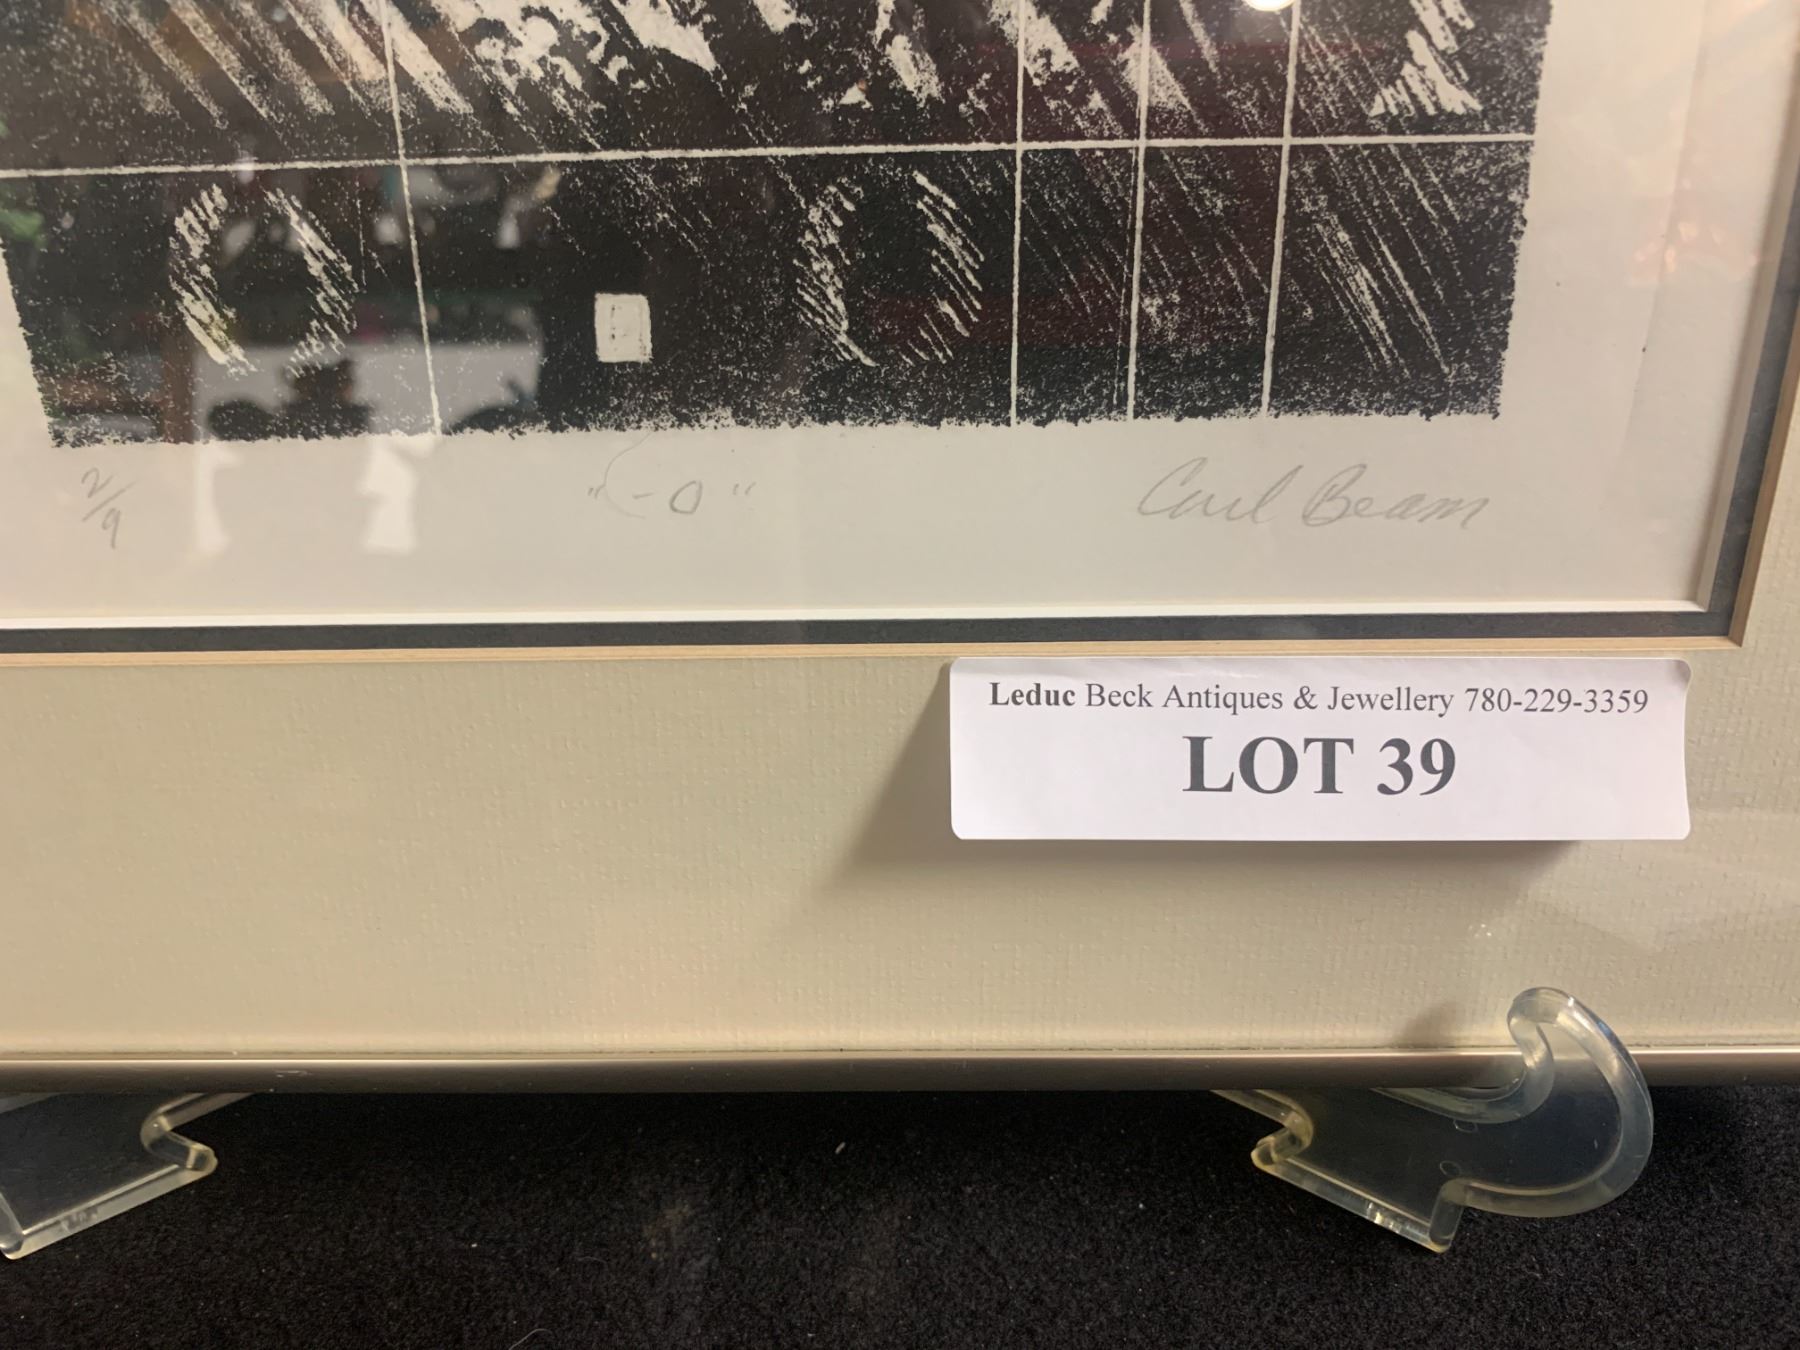 2/9 "-0" Carl Beam
Leduc Beck Antiques & Jewellery 780-229-3359
LOT 39